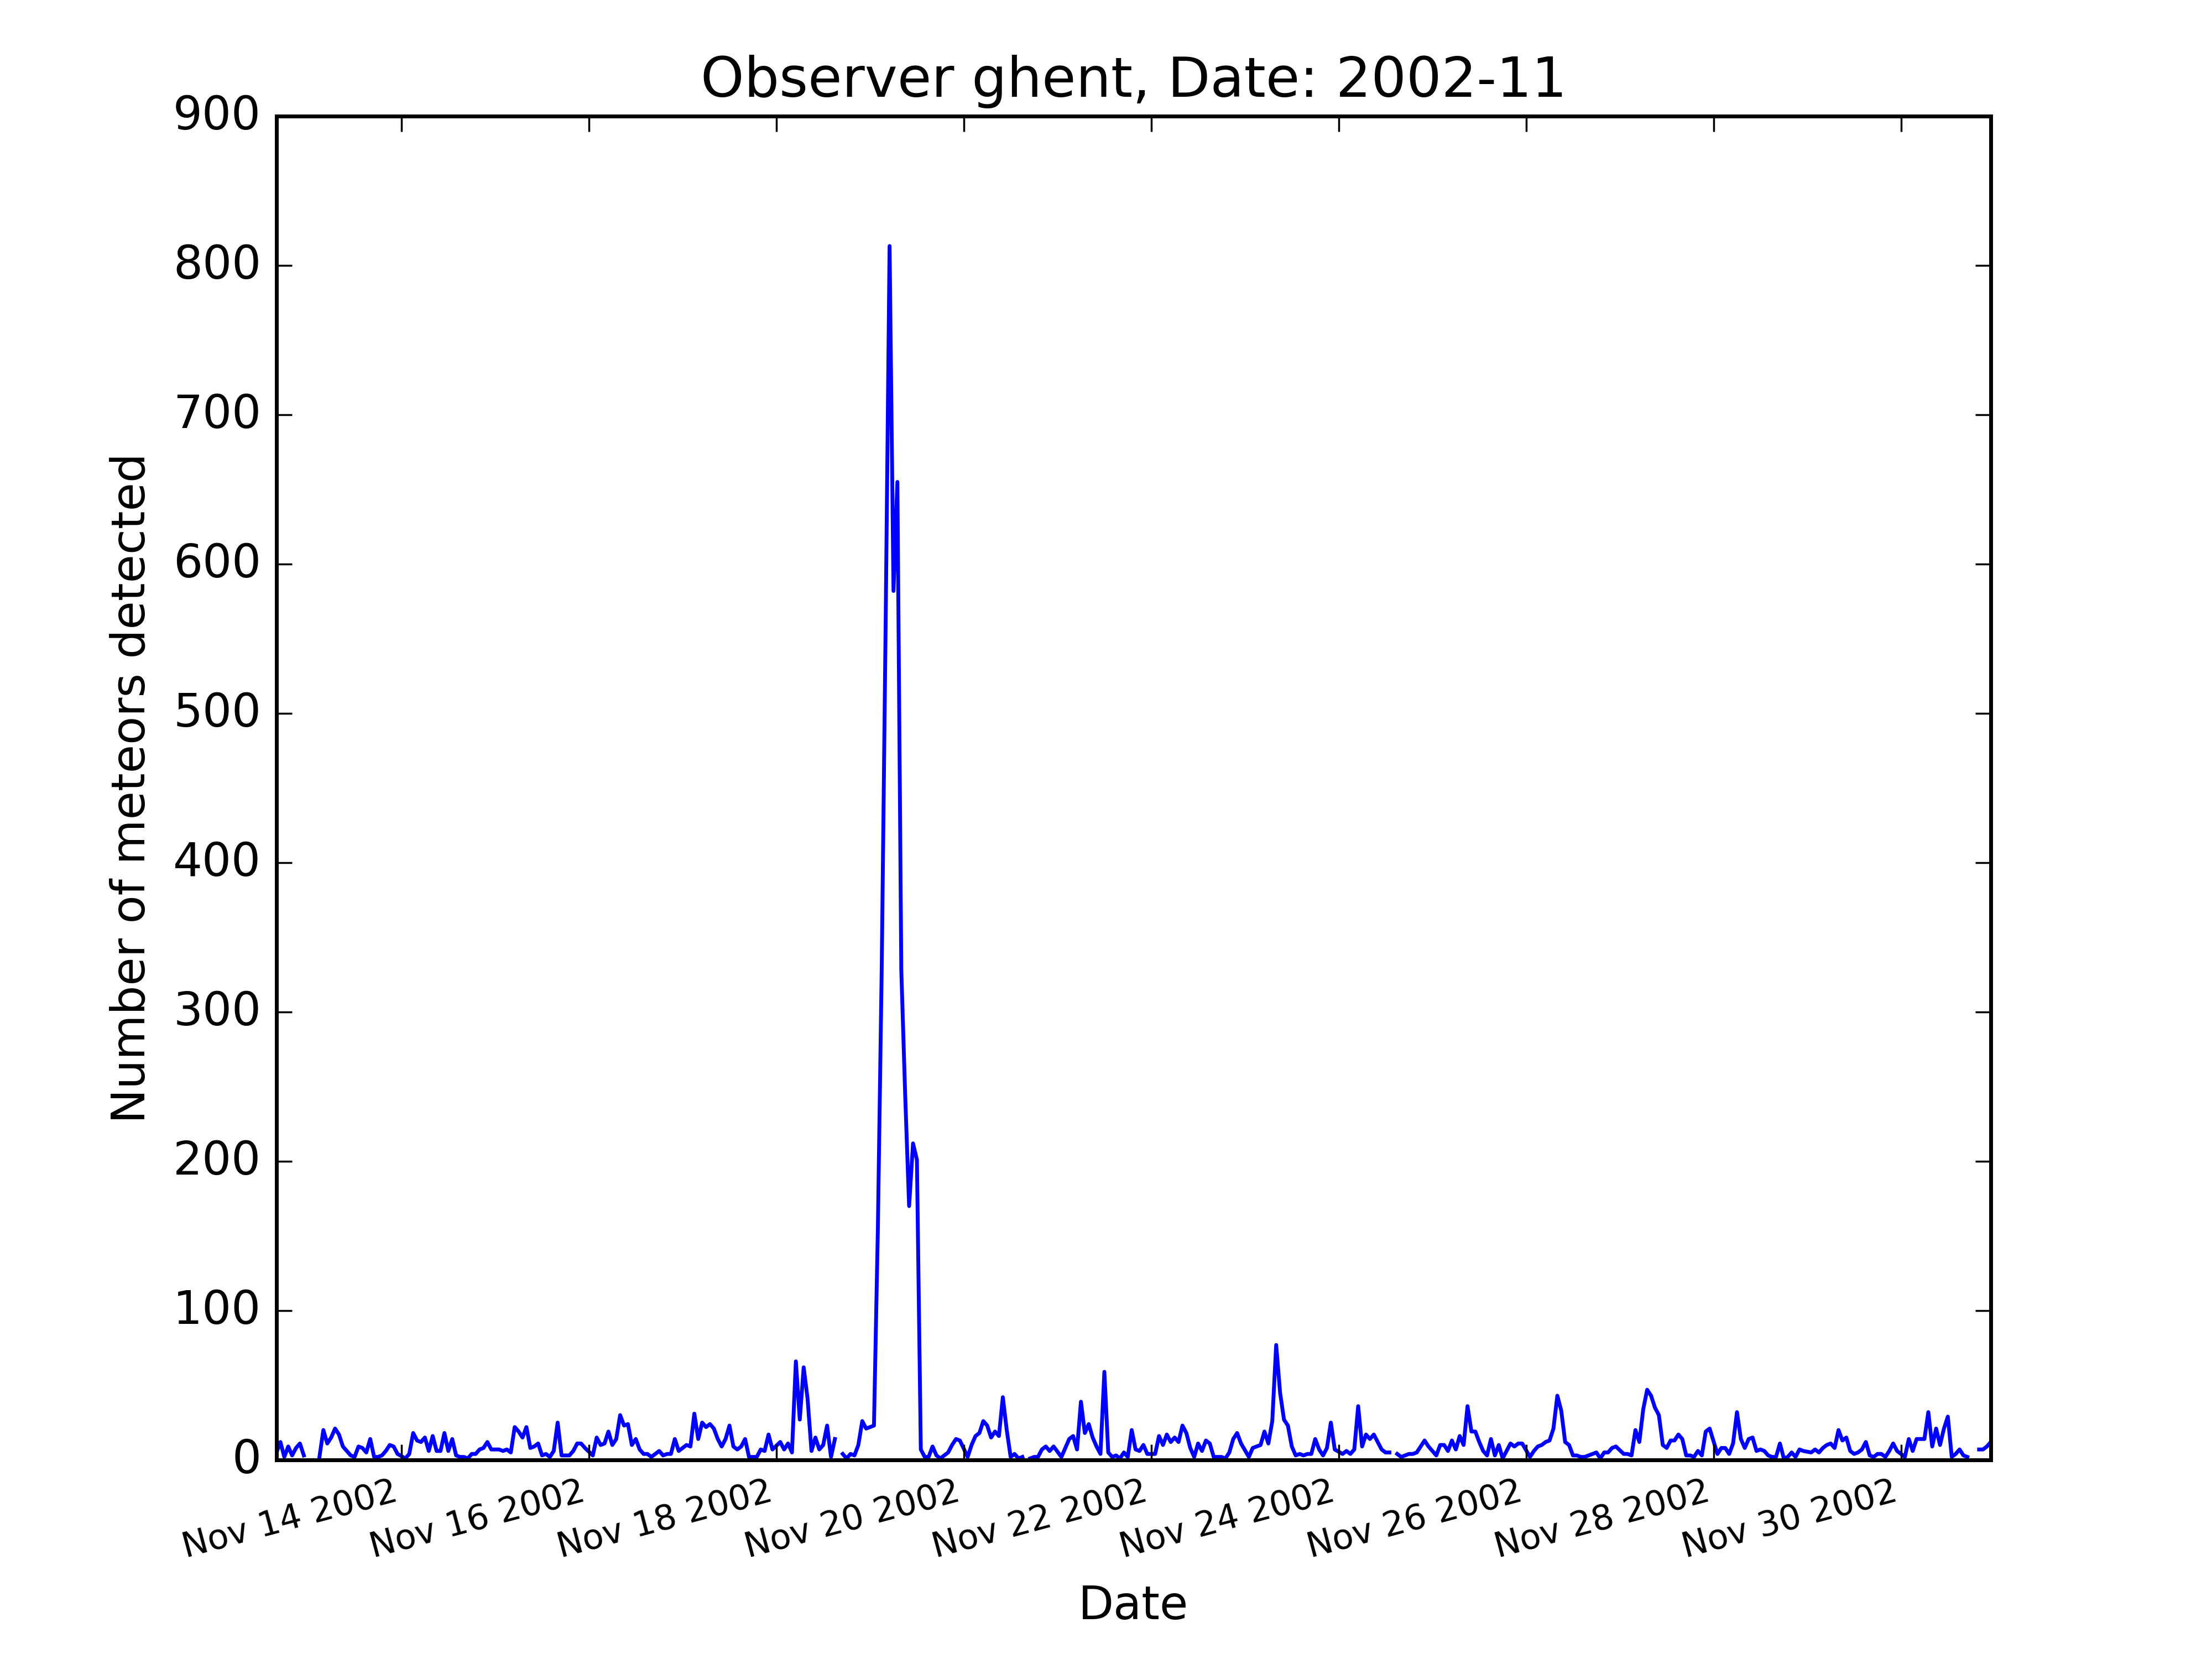 Observer ghent, Date: 2002-11
900
800
700
600
500
400
300
200
100
0
Number of meteors detected
Nov 14 2002
Nov 16 2002
Nov 18 2002
Nov 20 2002
Nov 22 2002
Nov 24 2002
Nov 26 2002
Nov 28 2002
Nov 30 2002
Date